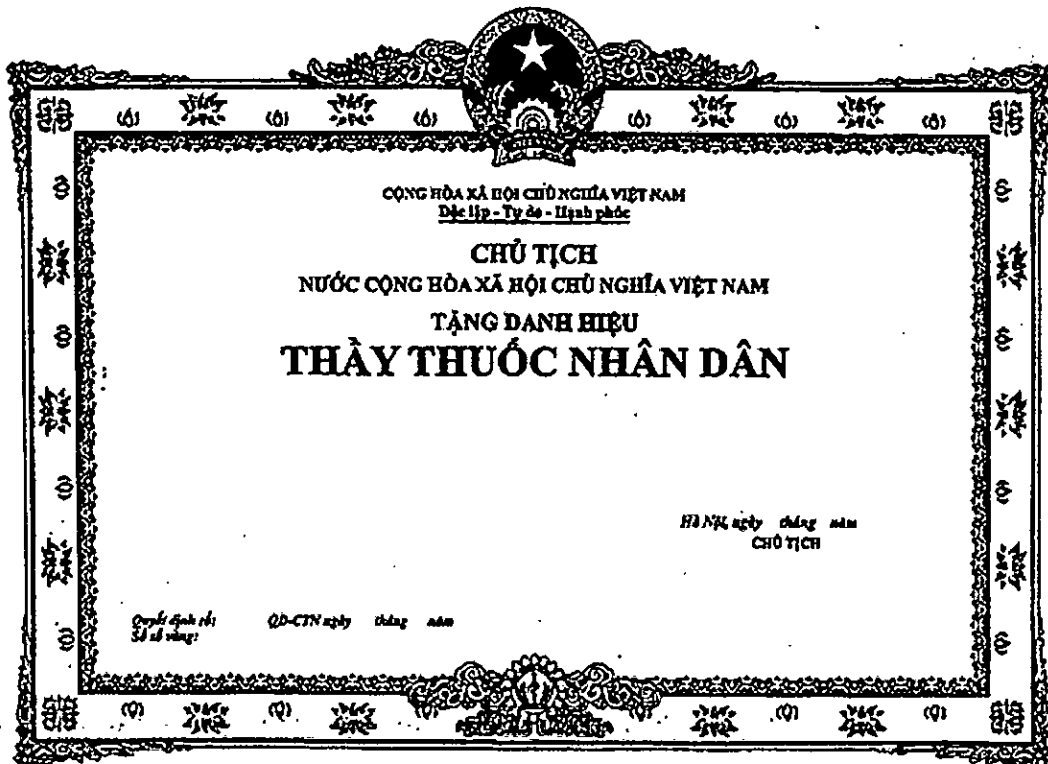 CỘNG HÒA XÃ HỘI CHỦ NGHĨA VIỆT NAM
Độc lập - Tự do - Hạnh phúc
CHỦ TỊCH
NƯỚC CỘNG HÒA XÃ HỘI CHỦ NGHĨA VIỆT NAM
TẶNG DANH HIỆU
THẦY THUỐC NHÂN DÂN
Hà Nội, ngày tháng năm
CHỦ TỊCH
Quyết định số: QĐ-CTN ngày tháng năm
Số sổ vàng: